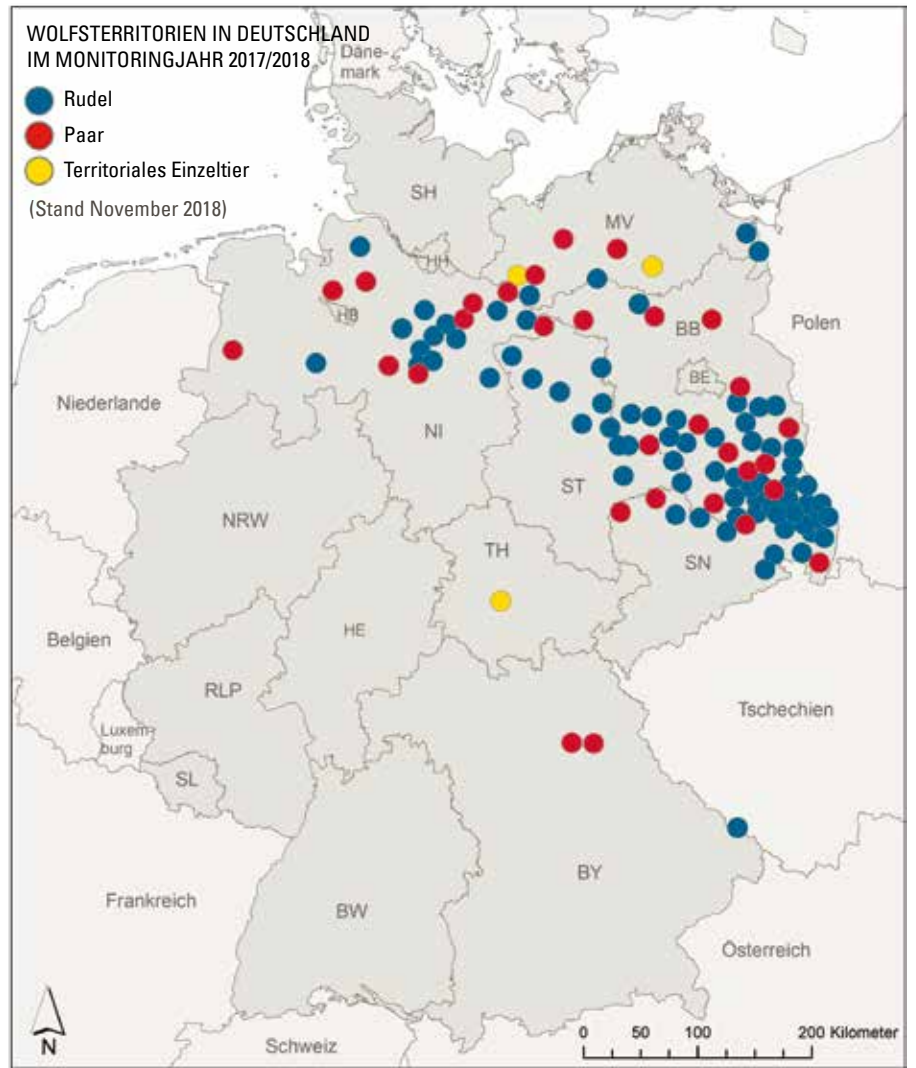 WOLFSTERRITORIEN IN DEUTSCHLAND
IM MONITORINGJAHR 2017/2018
Rudel
Paar
Territoriales Einzeltier
(Stand November 2018)
Däne-
mark
SH
MV
HH
HB
BB
Polen
BE
Niederlande
NI
ST
NRW
TH
SN
Belgien
HE
RLP
Tschechien
Luxem-
burg
SL
BY
Frankreich
BW
Österreich
N
Schweiz
0 50 100 200 Kilometer